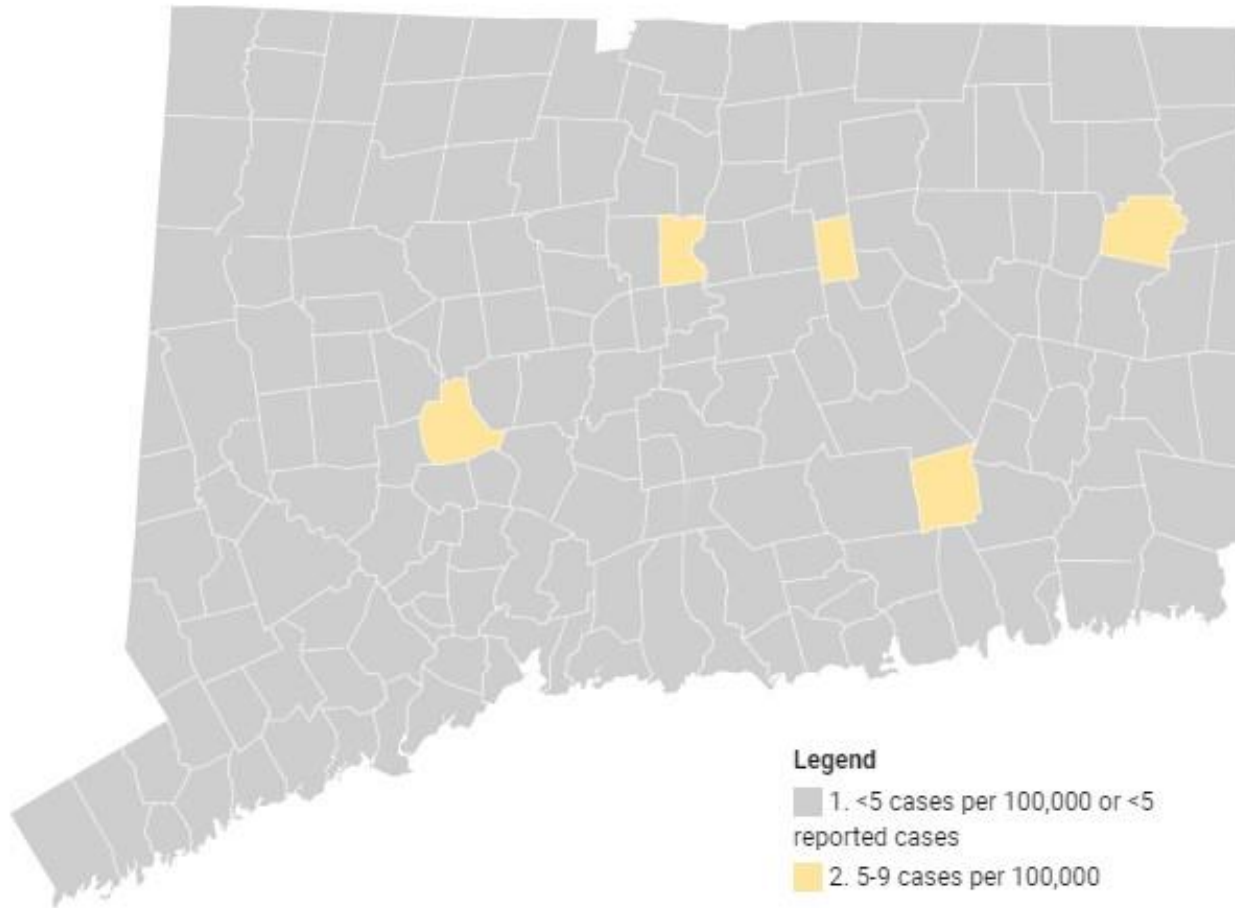 Legend
1. <5 cases per 100,000 or <5
reported cases
2. 5-9 cases per 100,000